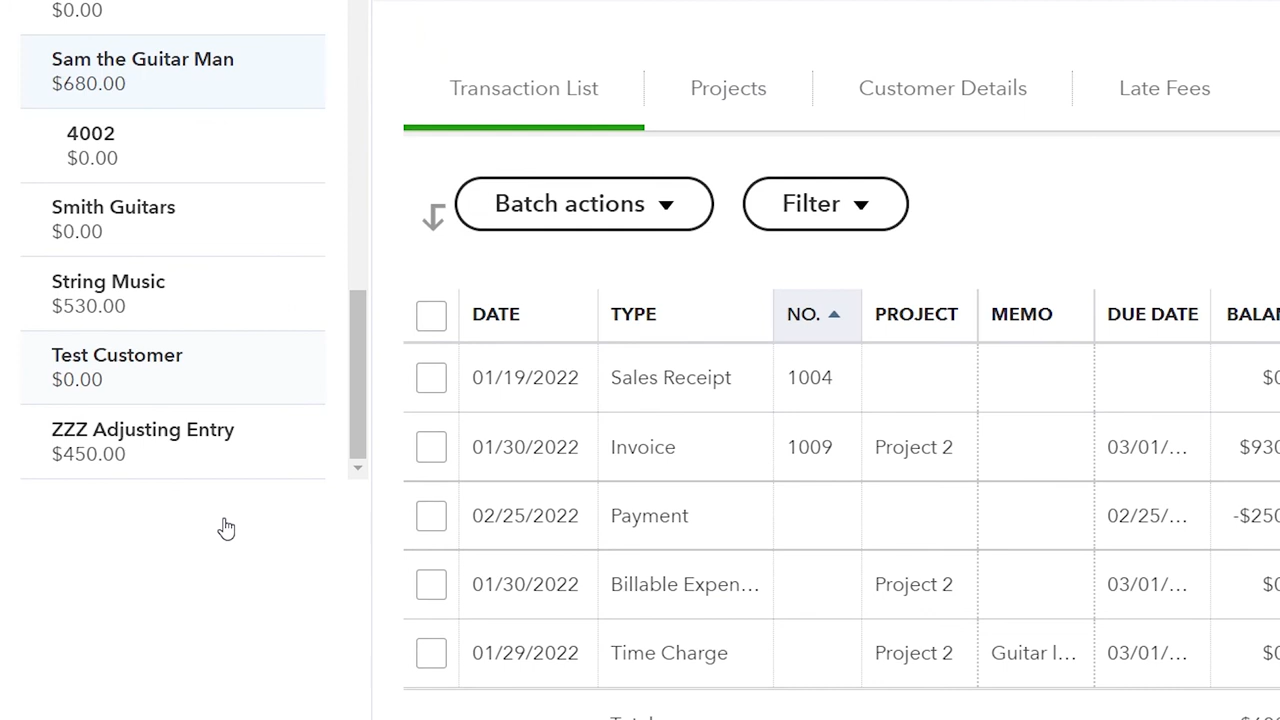 $0.00
Sam the Guitar Man
$680.00
4002
$0.00
Smith Guitars
$0.00
String Music
$530.00
Test Customer
$0.00
ZZZ Adjusting Entry
$450.00
Transaction List Projects Customer Details Late Fees
Batch actions Filter
DATE TYPE NO. PROJECT MEMO DUE DATE BALAN
01/19/2022 Sales Receipt 1004 $0
01/30/2022 Invoice 1009 Project 2 03/01/... $930
02/25/2022 Payment 02/25/... -$250
01/30/2022 Billable Expen... Project 2 03/01/... $0
01/29/2022 Time Charge Project 2 Guitar l... 03/01/... $0